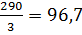 290/3 = 96,7